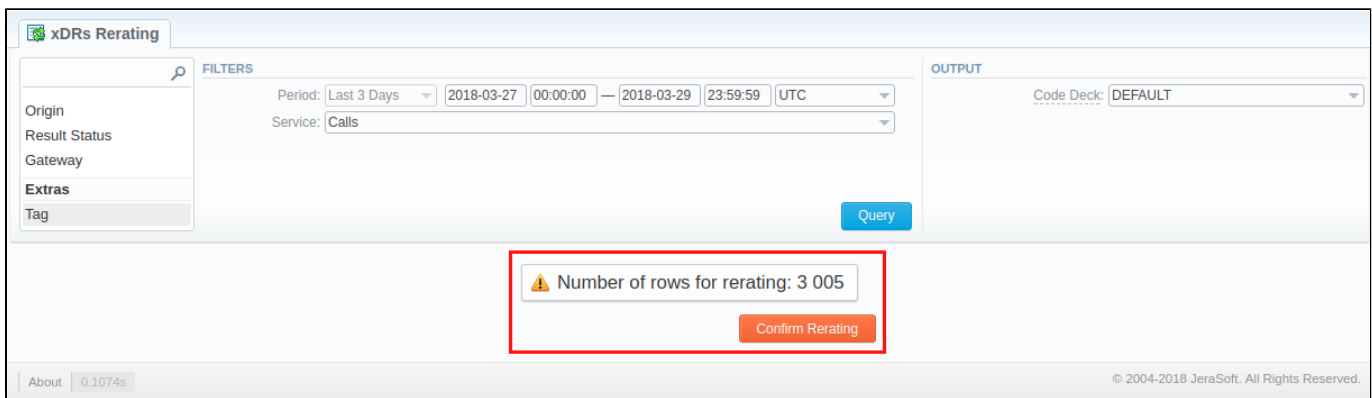 xDRs Rerating
Origin
Result Status
Gateway
Extras
Tag
FILTERS
Period: Last 3 Days 2018-03-27 00:00:00 — 2018-03-29 23:59:59 UTC
Service: Calls
Query
OUTPUT
Code Deck: DEFAULT
Number of rows for rerating: 3 005
Confirm Rerating
About 0.1074s
© 2004-2018 JeraSoft. All Rights Reserved.